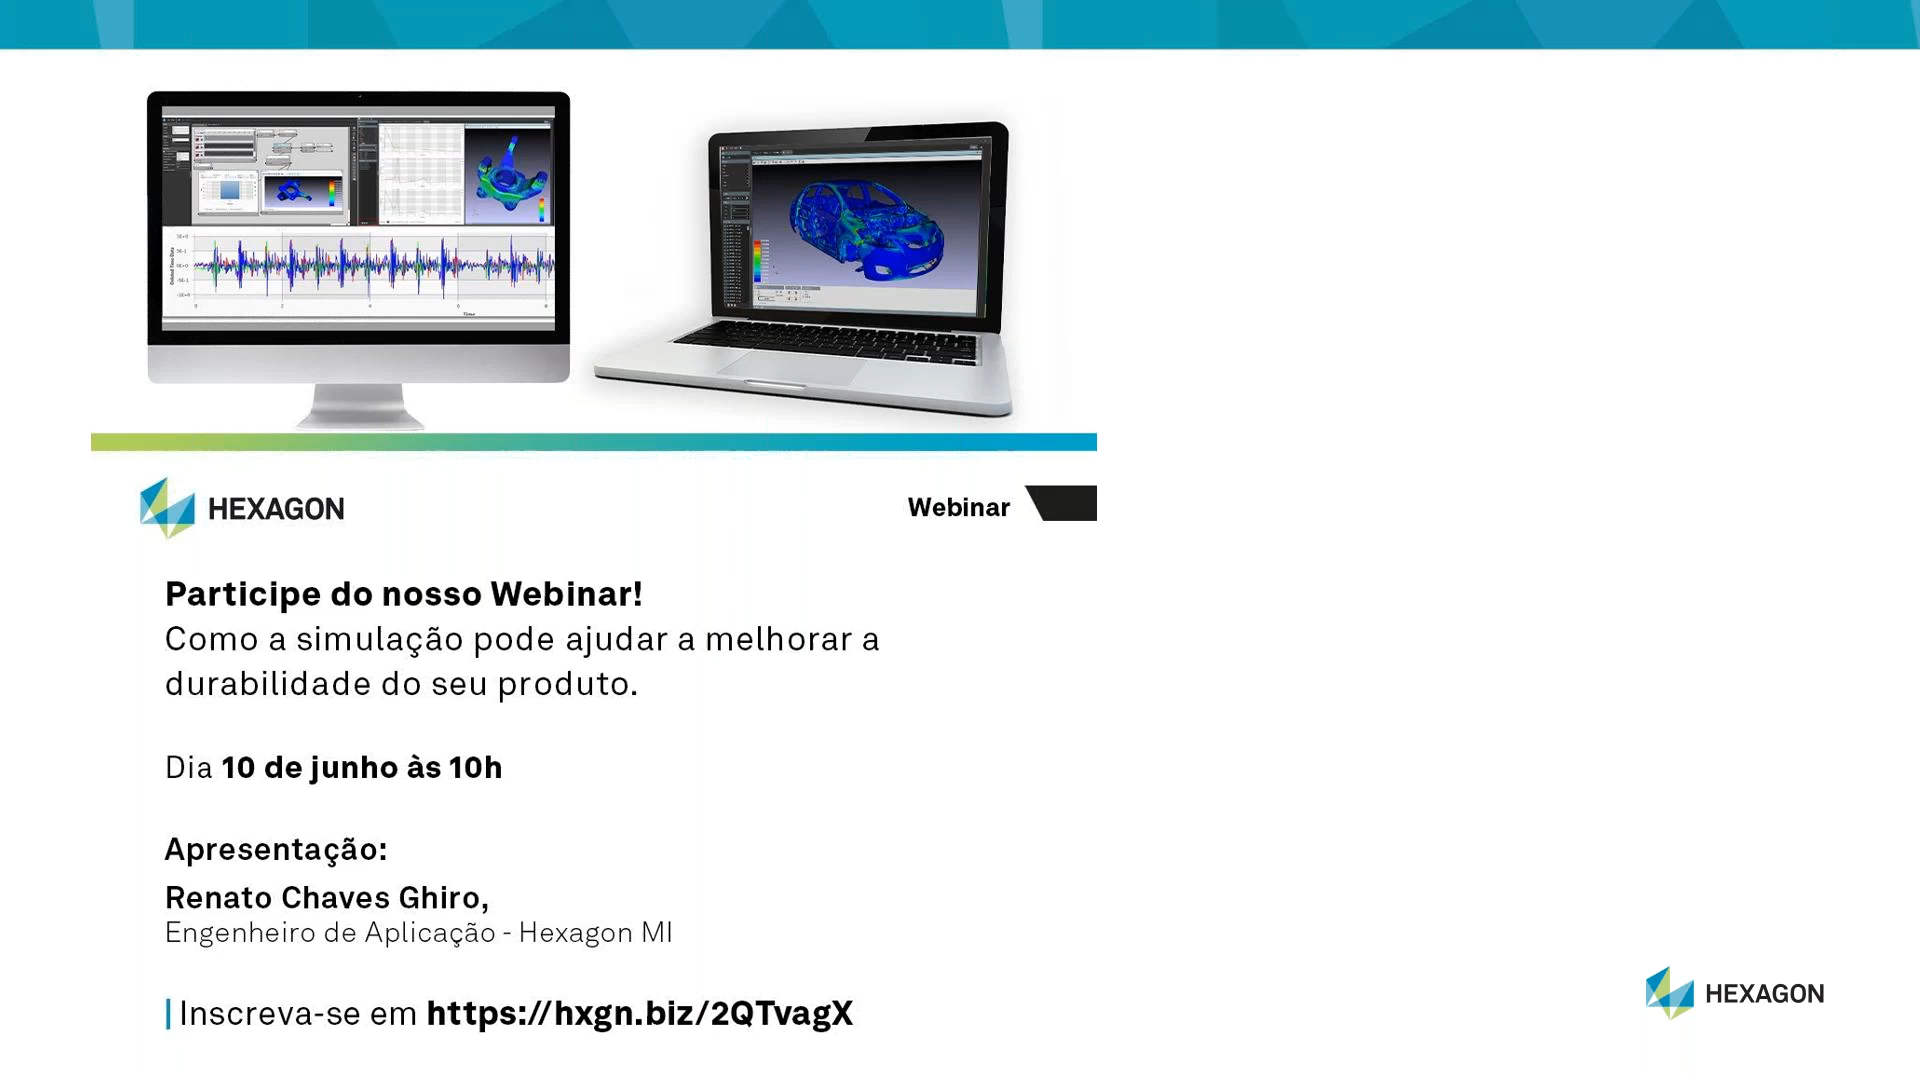 HEXAGON
Webinar
Participe do nosso Webinar!
Como a simulação pode ajudar a melhorar a
durabilidade do seu produto.
Dia 10 de junho às 10h
Apresentação:
Renato Chaves Ghiro,
Engenheiro de Aplicação - Hexagon MI
Inscreva-se em https://hxgn.biz/2QTvagX
HEXAGON